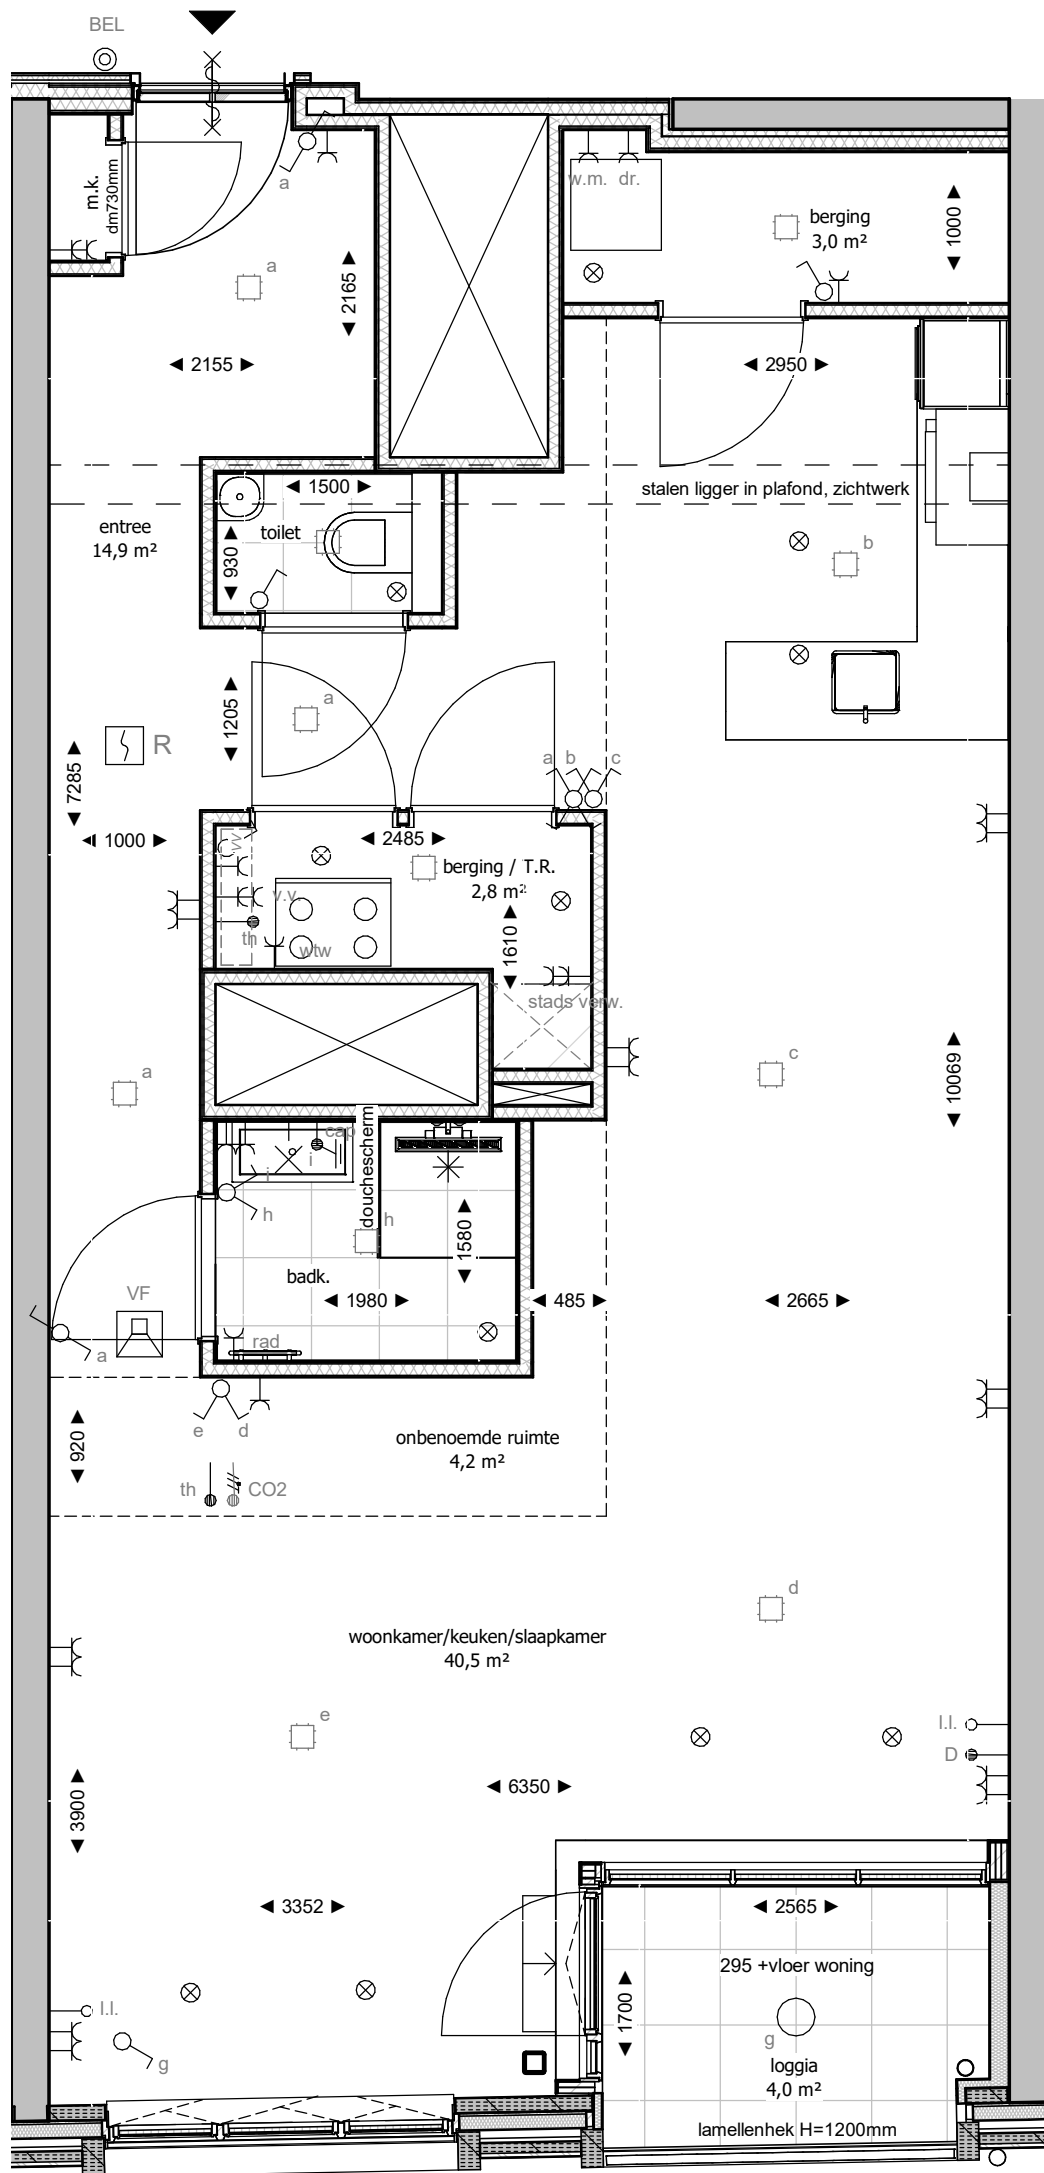 BEL
m.k.
dm730mm
a
w.m. dr.
berging
3,0 m²
1000
a
2165
2155
2950
1500
stalen ligger in plafond, zichtwerk
entree
14,9 m²
toilet
930
b
a
1205
R
7285
a b c
1000
2485
vv
berging / T.R.
2,8 m²
v.v.
th
wtw
1610
stads verw.
a
c
10069
cap
i
i
douchescherm
h
h
1580
badk.
VF
1980
485
2665
a
rad
e d
920
onbenoemde ruimte
4,2 m²
th CO2
d
woonkamer/keuken/slaapkamer
40,5 m²
e
l.l.
D
6350
3900
3352
2565
295 +vloer woning
1700
l.l.
g
g
loggia
4,0 m²
lamellenhek H=1200mm